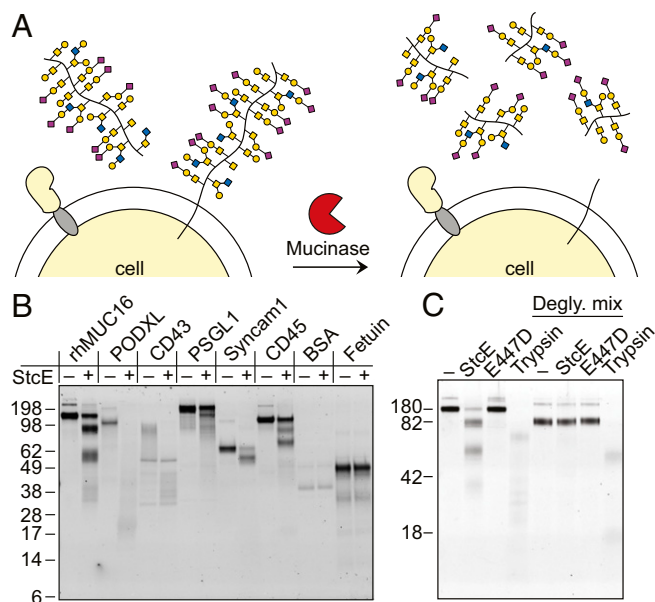 A
cell
Mucinase
cell
B
rhMUC16 PODXL CD43 PSGL1 Syncam1 CD45 BSA Fetuin
StcE – + – + – + – + – + – + – + – +
198
98
62
49
38
28
17
14
6
C
Degly. mix
– StcE E447D Trypsin – StcE E447D Trypsin
180
82
42
18